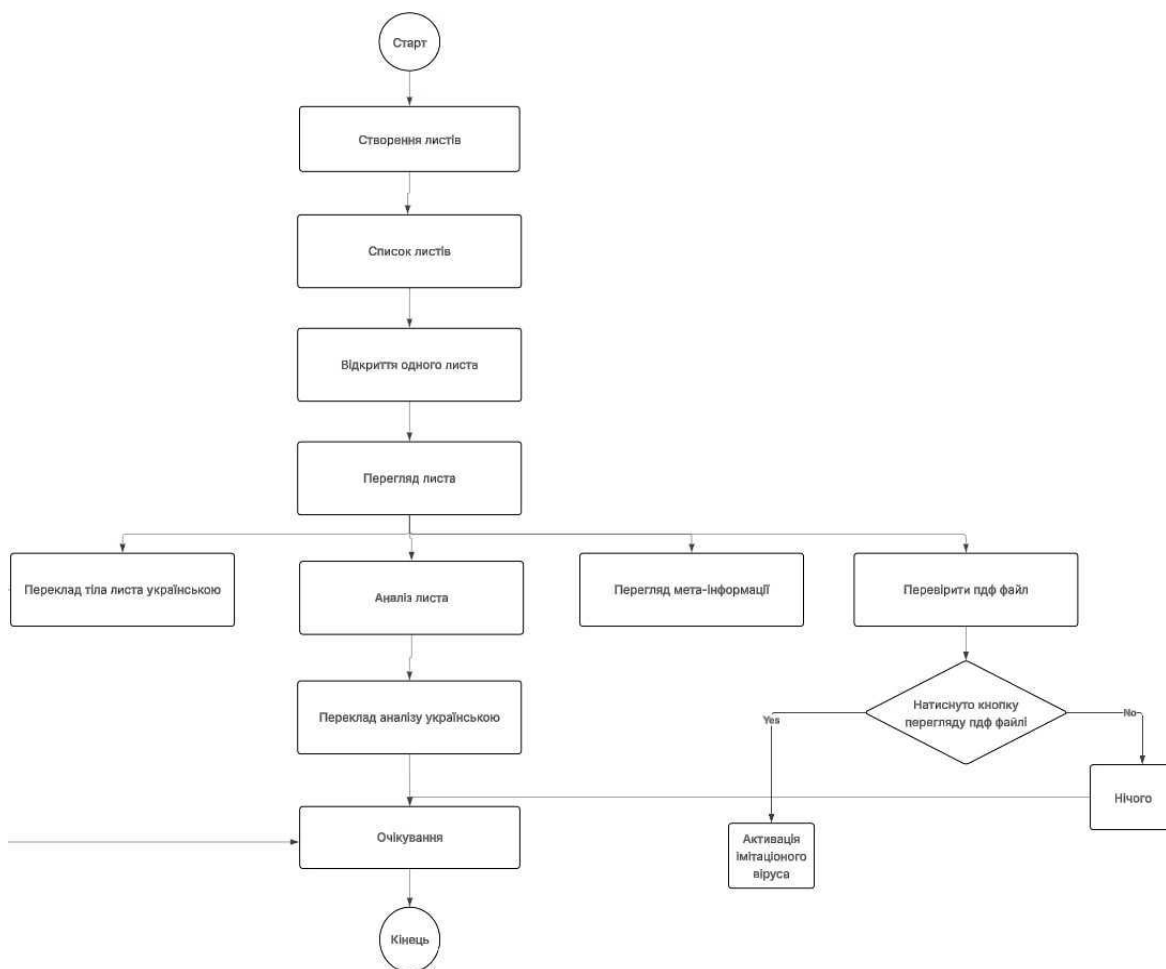 Старт
Створення листів
Список листів
Відкриття одного листа
Перегляд листа
Переклад тіла листа українською
Аналіз листа
Перегляд мета-інформації
Перевірити пдф файл
Переклад аналізу українською
Натиснуто кнопку
перегляду пдф файлі
Yes
No
Нічого
Очікування
Активація
імітаціоного
віруса
Кінець